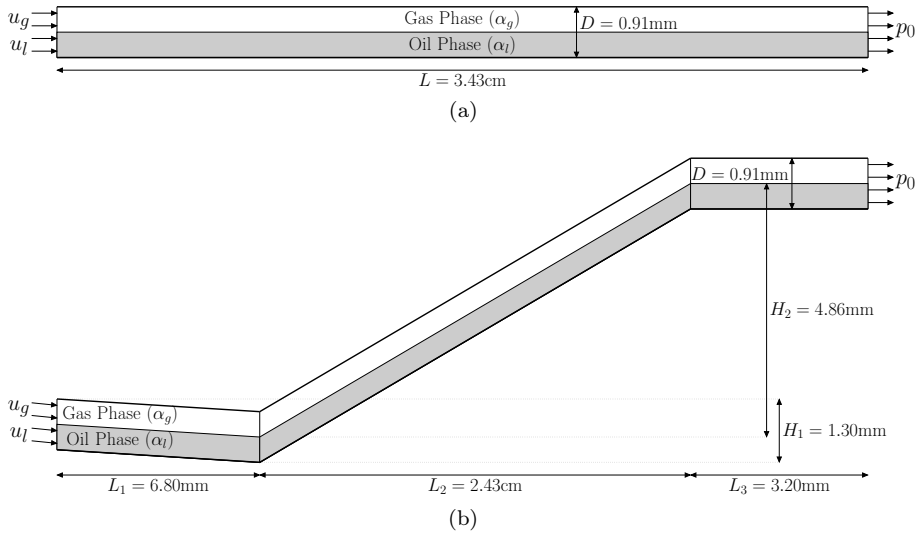 u_g
Gas Phase (α_g)
D = 0.91mm
p_0
u_l
Oil Phase (α_l)
L = 3.43cm
(a)
D = 0.91mm
p_0
H_2 = 4.86mm
u_g
Gas Phase (α_g)
u_l
Oil Phase (α_l)
H_1 = 1.30mm
L_1 = 6.80mm
L_2 = 2.43cm
L_3 = 3.20mm
(b)